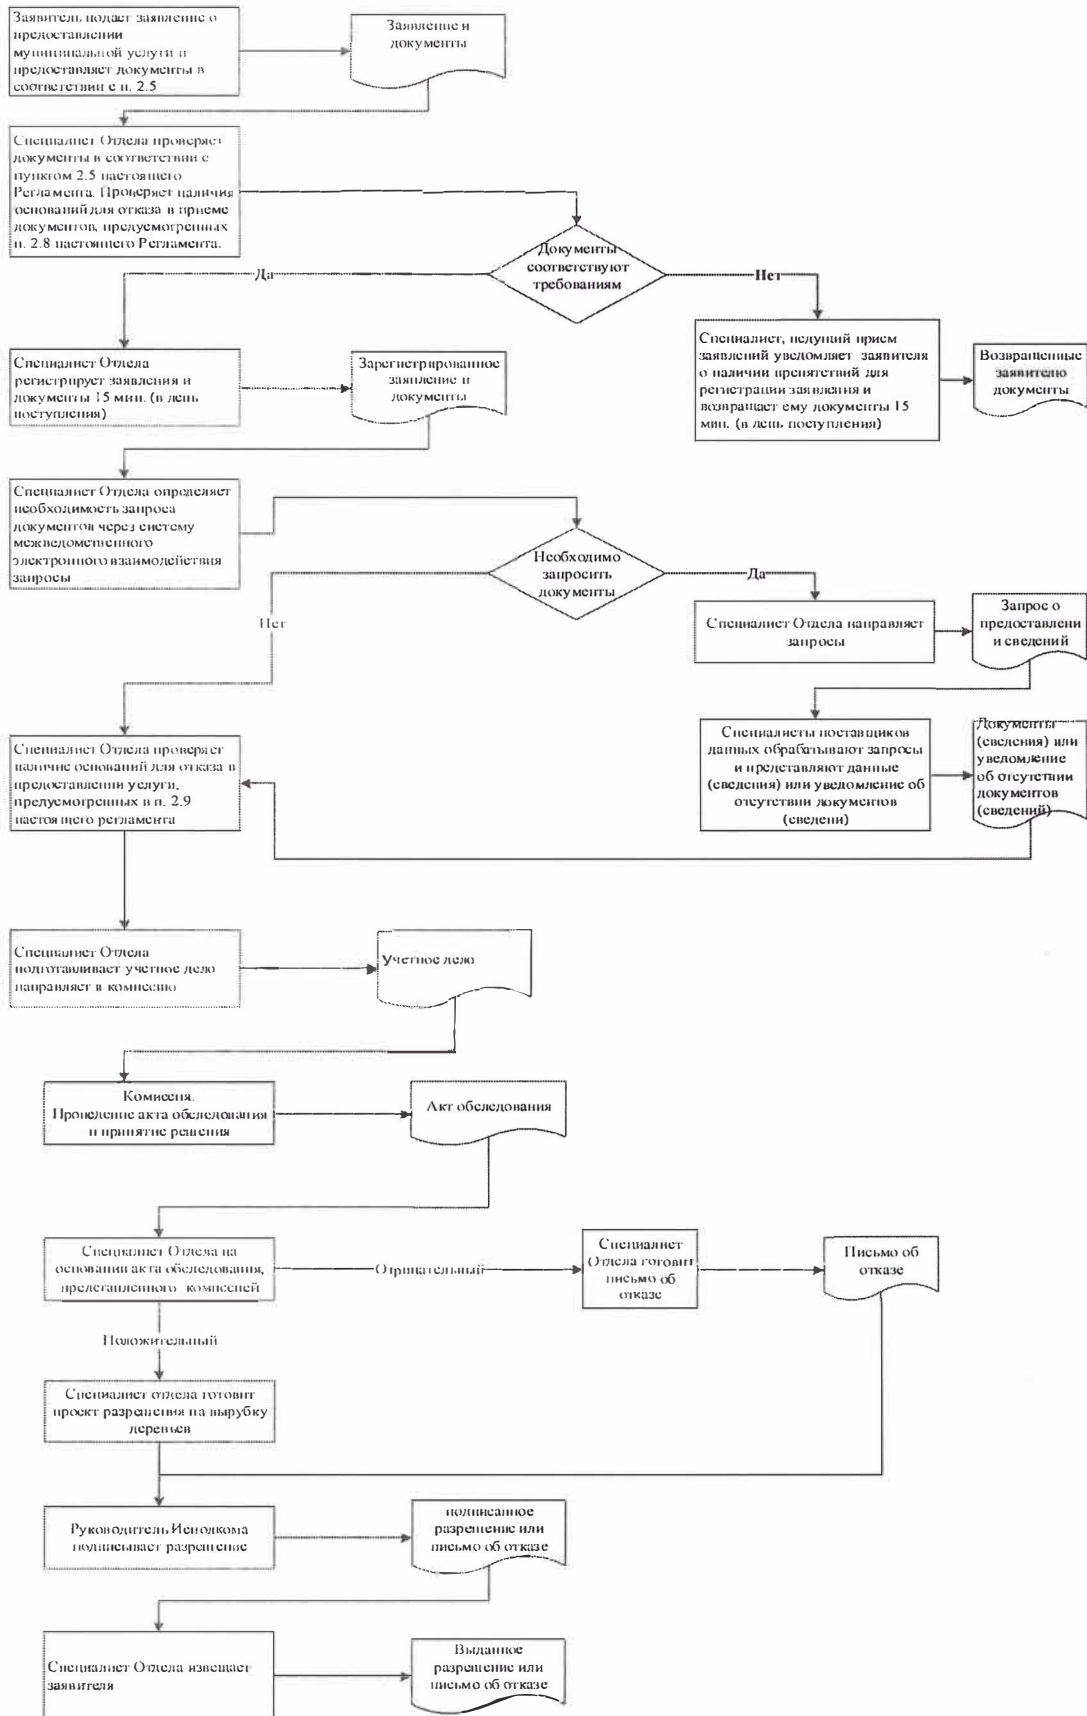 Заявитель подает заявление о
предоставлении
муниципальной услуги и
предоставляет документы в
соответствии с п. 2.5
Заявление и
документы
Специалист Отдела проверяет
документы в соответствии с
пунктом 2.5 настоящего
Регламента. Проверяет наличия
оснований для отказа в приеме
документов, предусмотренных
п. 2.8 настоящего Регламента.
Документы
соответствуют
требованиям
Да
Нет
Специалист Отдела
регистрирует заявления и
документы 15 мин. (в день
поступления)
Зарегистрированное
заявление и
документы
Специалист, ведущий прием
заявлений уведомляет заявителя
о наличии препятствий для
регистрации заявления и
возвращает ему документы 15
мин. (в день поступления)
Возвращенные
заявителю
документы
Специалист Отдела определяет
необходимость запроса
документов через систему
межведомственного
электронного взаимодействия
запросы
Необходимо
запросить
документы
Нет
Да
Специалист Отдела направляет
запросы
Запрос о
предоставлени
и сведений
Специалисты поставщиков
данных обрабатывают запросы
и представляют данные
(сведения) или уведомление об
отсутствии документов
(сведени)
Документы
(сведения) или
уведомление
об отсутствии
документов
(сведений)
Специалист Отдела проверяет
наличие оснований для отказа в
предоставлении услуги,
предусмотренных в п. 2.9
настоящего регламента
Специалист Отдела
подготавливает учетное дело
направляет в комиссию
Учетное дело
Комиссия.
Проведение акта обследования
и принятие решения
Акт обследования
Специалист Отдела на
основании акта обследования,
представленного комиссией
Отрицательный
Специалист
Отдела готовит
письмо об
отказе
Письмо об
отказе
Положительный
Специалист отдела готовит
проект разрешения на вырубку
деревьев
Руководитель Исполкома
подписывает разрешение
подписанное
разрешение или
письмо об отказе
Специалист Отдела извещает
заявителя
Выданное
разрешение или
письмо об отказе